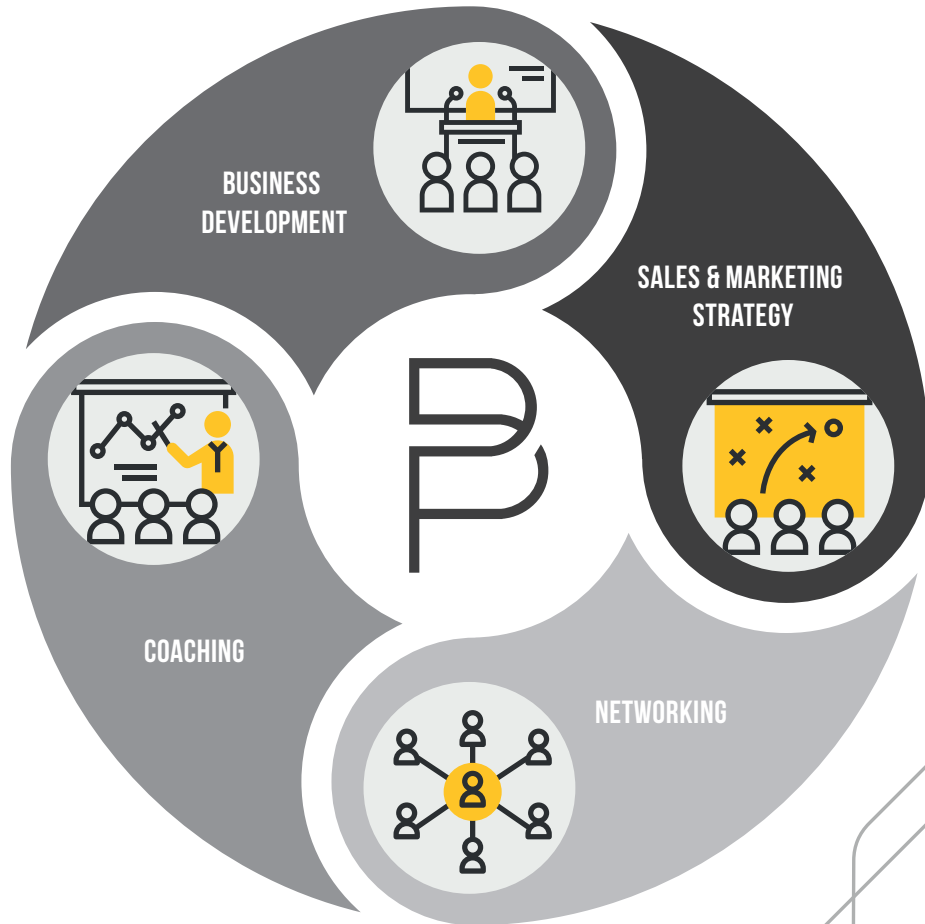 BUSINESS
DEVELOPMENT
SALES & MARKETING
STRATEGY
COACHING
NETWORKING